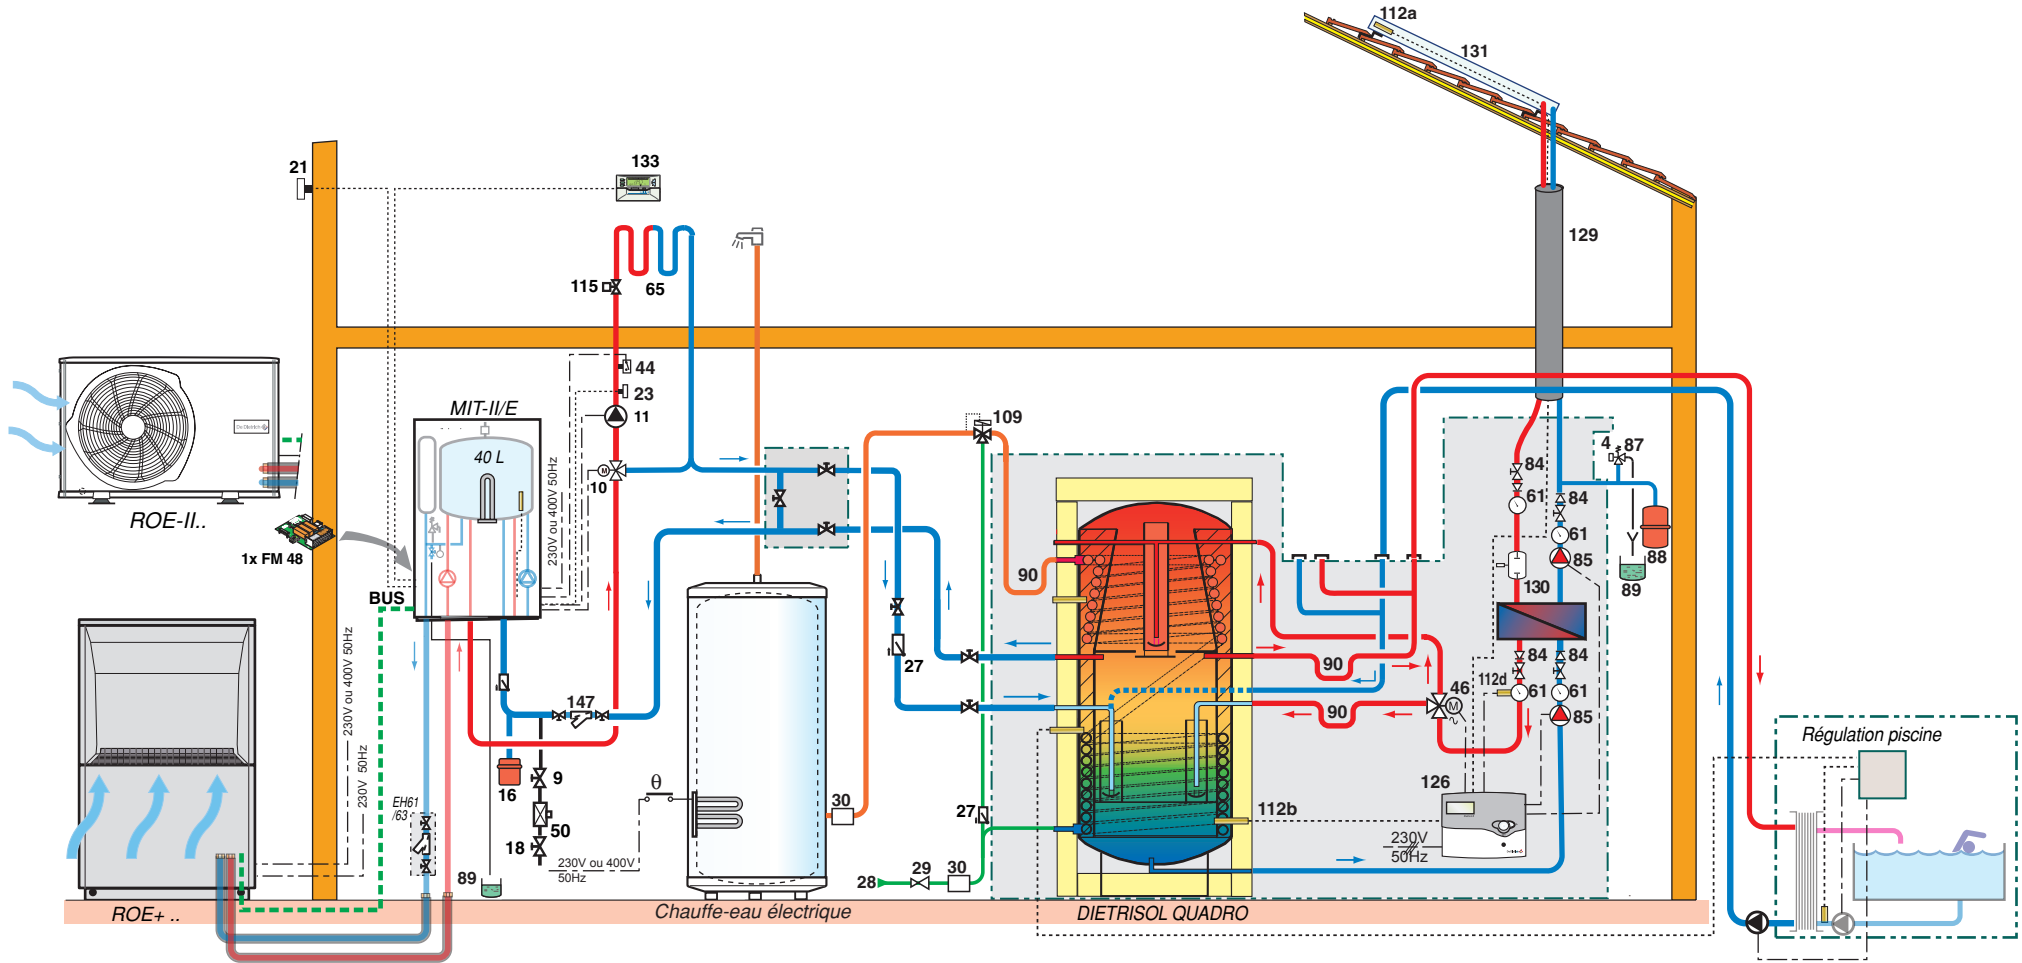 112a
131
21
133
129
115
65
44
23
11
MIT-II/E
40 L
M
10
230V ou 400V 50Hz
109
ROE-II..
1x FM 48
BUS
4
87
84
61
84
61
85
130
88
89
90
90
90
27
147
84
84
112d
61
61
46
M
85
126
Régulation piscine
230V ou 400V 50Hz
230V 50Hz
EH61
/63
16
9
50
18
θ
30
27
112b
230V
50Hz
230V ou 400V
50Hz
89
28
29
30
ROE+ ..
Chauffe-eau électrique
DIETRISOL QUADRO